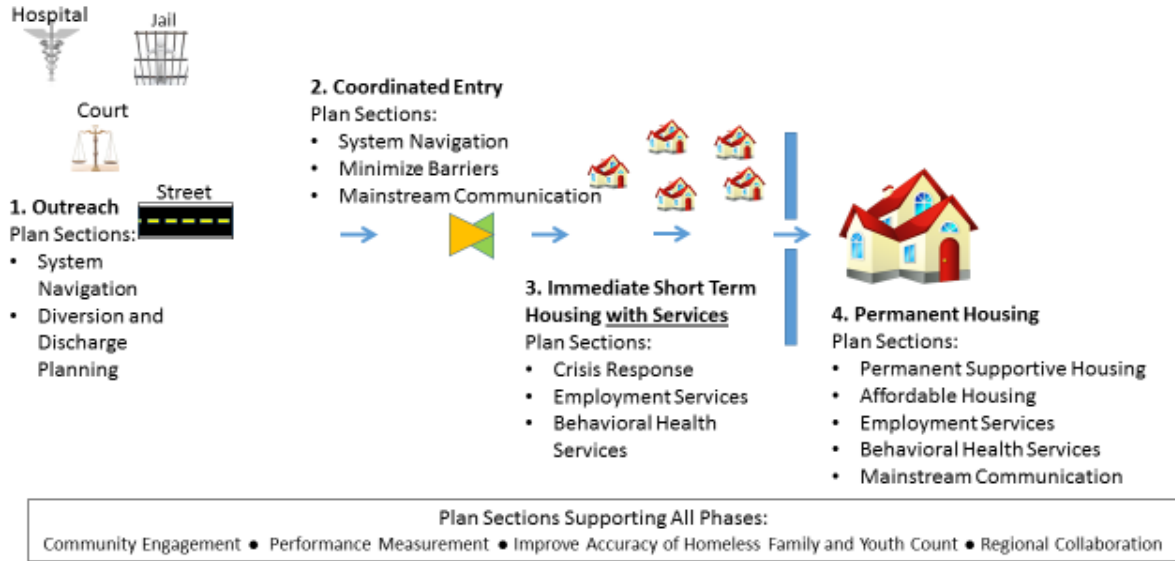 Hospital
Jail
Court
Street
1. Outreach
Plan Sections:
• System
Navigation
• Diversion and
Discharge
Planning
2. Coordinated Entry
Plan Sections:
• System Navigation
• Minimize Barriers
• Mainstream Communication
3. Immediate Short Term
Housing with Services
Plan Sections:
• Crisis Response
• Employment Services
• Behavioral Health
Services
4. Permanent Housing
Plan Sections:
• Permanent Supportive Housing
• Affordable Housing
• Employment Services
• Behavioral Health Services
• Mainstream Communication
Plan Sections Supporting All Phases:
Community Engagement ● Performance Measurement ● Improve Accuracy of Homeless Family and Youth Count ● Regional Collaboration